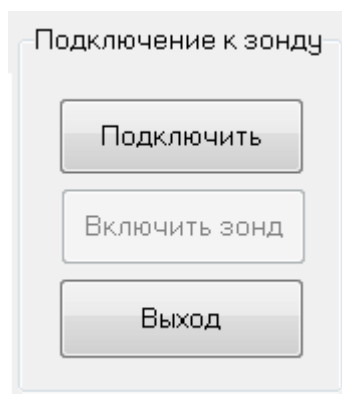 Подключение к зонду
Подключить
Включить зонд
Выход